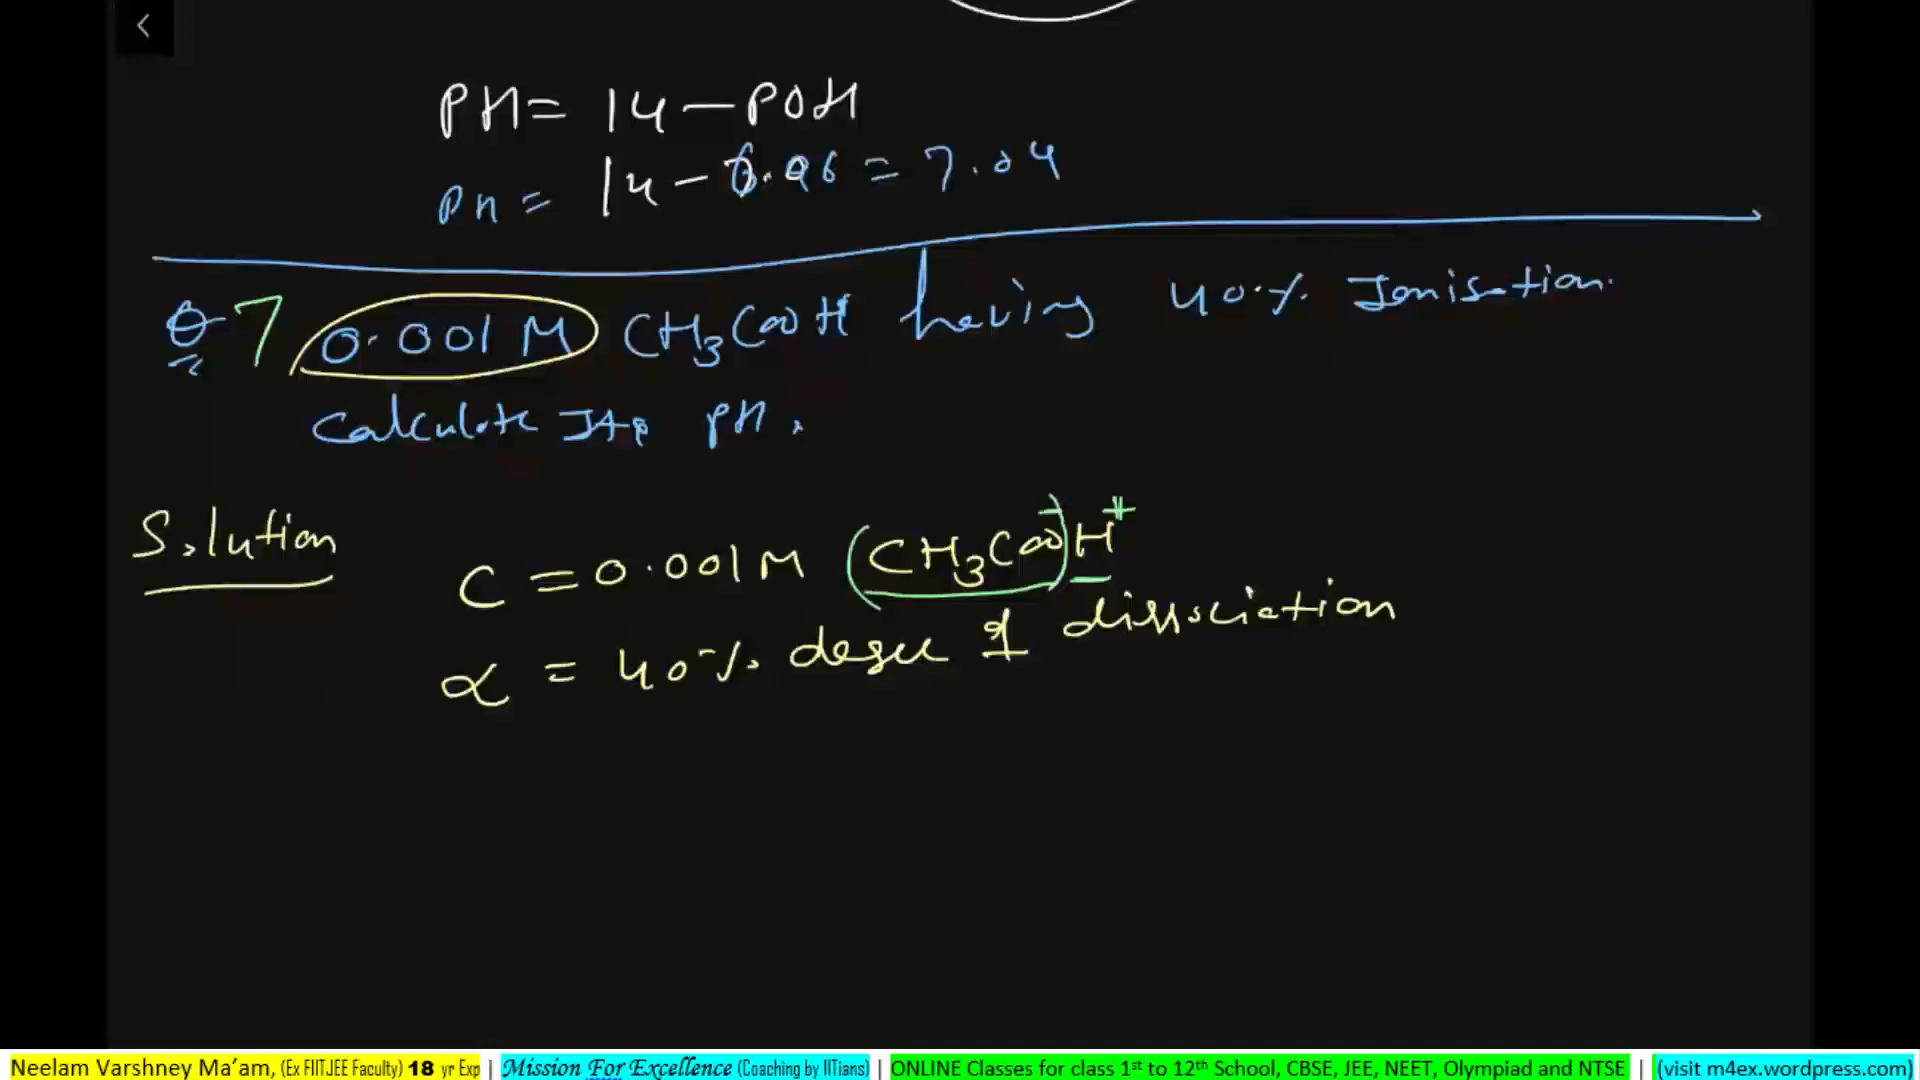 PH = 14 - POH
PH = 14 - 6.96 = 7.04
Q 7 0.001 M CH3COOH having 40% Ionisation.
Calculate Its PH.
Solution
C = 0.001 M (CH3COO)⁻H⁺
α = 40% degree of dissociation
Neelam Varshney Ma'am, (Ex FIITJEE Faculty) 18 yr Exp | Mission For Excellence (Coaching by IITians) | ONLINE Classes for class 1st to 12th School, CBSE, JEE, NEET, Olympiad and NTSE | (visit m4ex.wordpress.com)